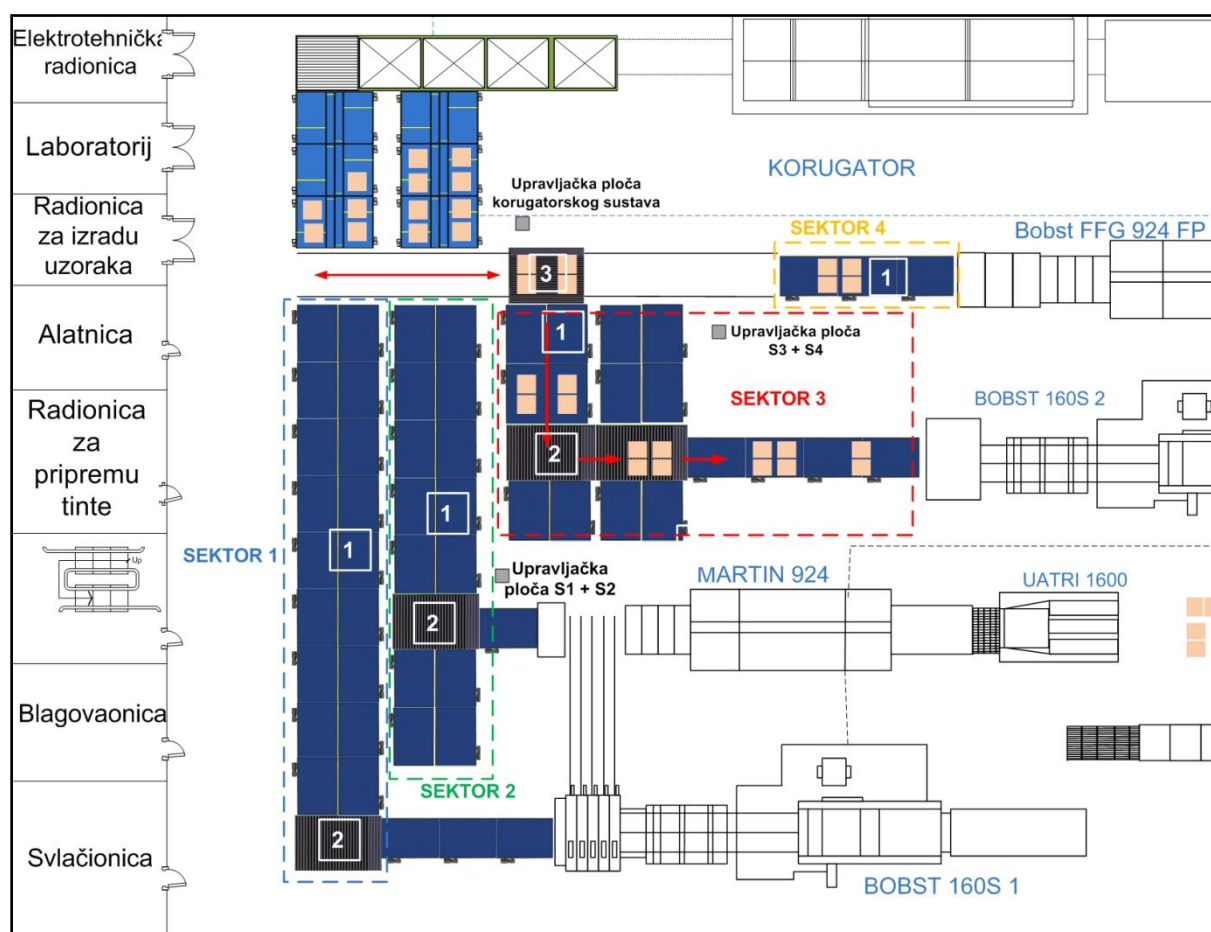 Elektrotehnička
radionica
Laboratorij
Radionica
za izradu
uzoraka
Alatnica
Radionica
za
pripremu
tinte
Up
Blagovaonica
Svlačionica
KORUGATOR
Upravljačka ploča
korugatorskog sustava
SEKTOR 4
Bobst FFG 924 FP
3
1
1
Upravljačka ploča
S3 + S4
SEKTOR 3
BOBST 160S 2
2
1
1
SEKTOR 1
Upravljačka
ploča S1 + S2
MARTIN 924
UATRI 1600
2
SEKTOR 2
2
BOBST 160S 1